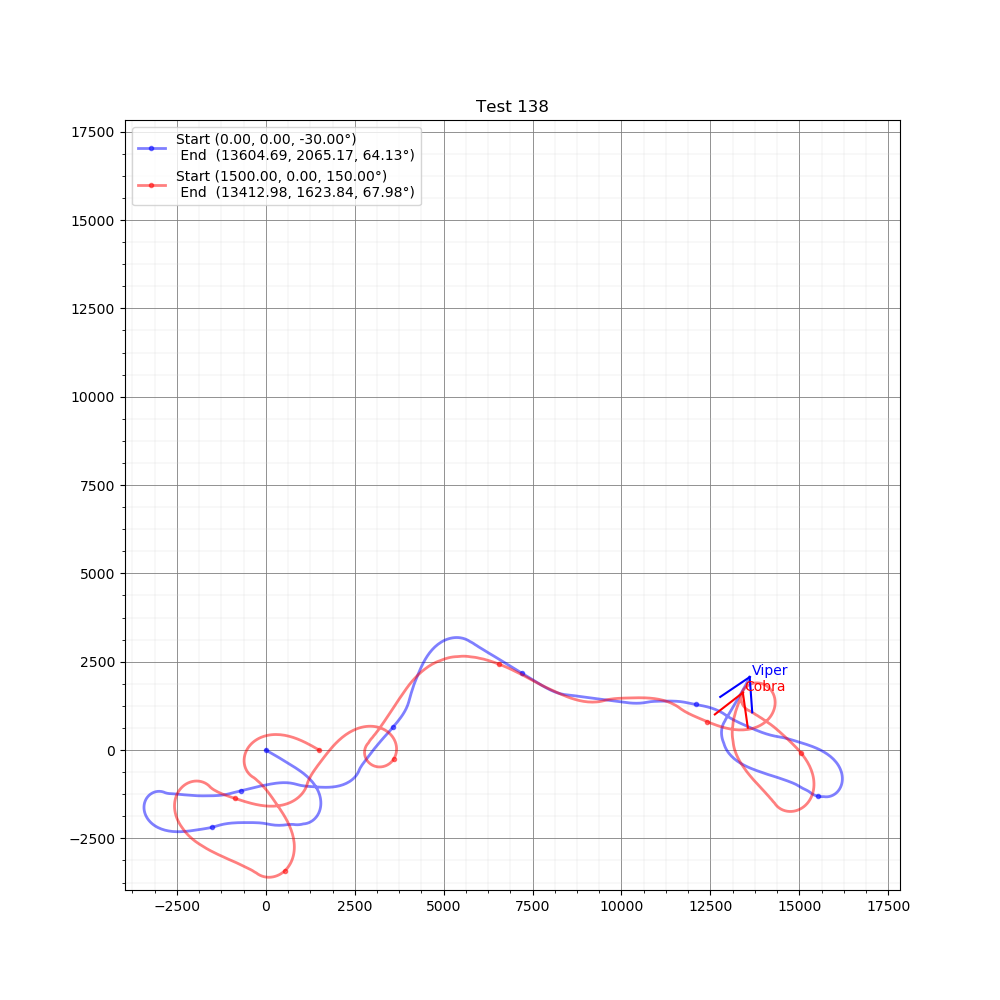 Test 138
Start (0.00, 0.00, -30.00°)
End (13604.69, 2065.17, 64.13°)
Start (1500.00, 0.00, 150.00°)
End (13412.98, 1623.84, 67.98°)
17500
15000
12500
10000
7500
5000
2500
0
−2500
Viper
Cobra
−2500 0 2500 5000 7500 10000 12500 15000 17500